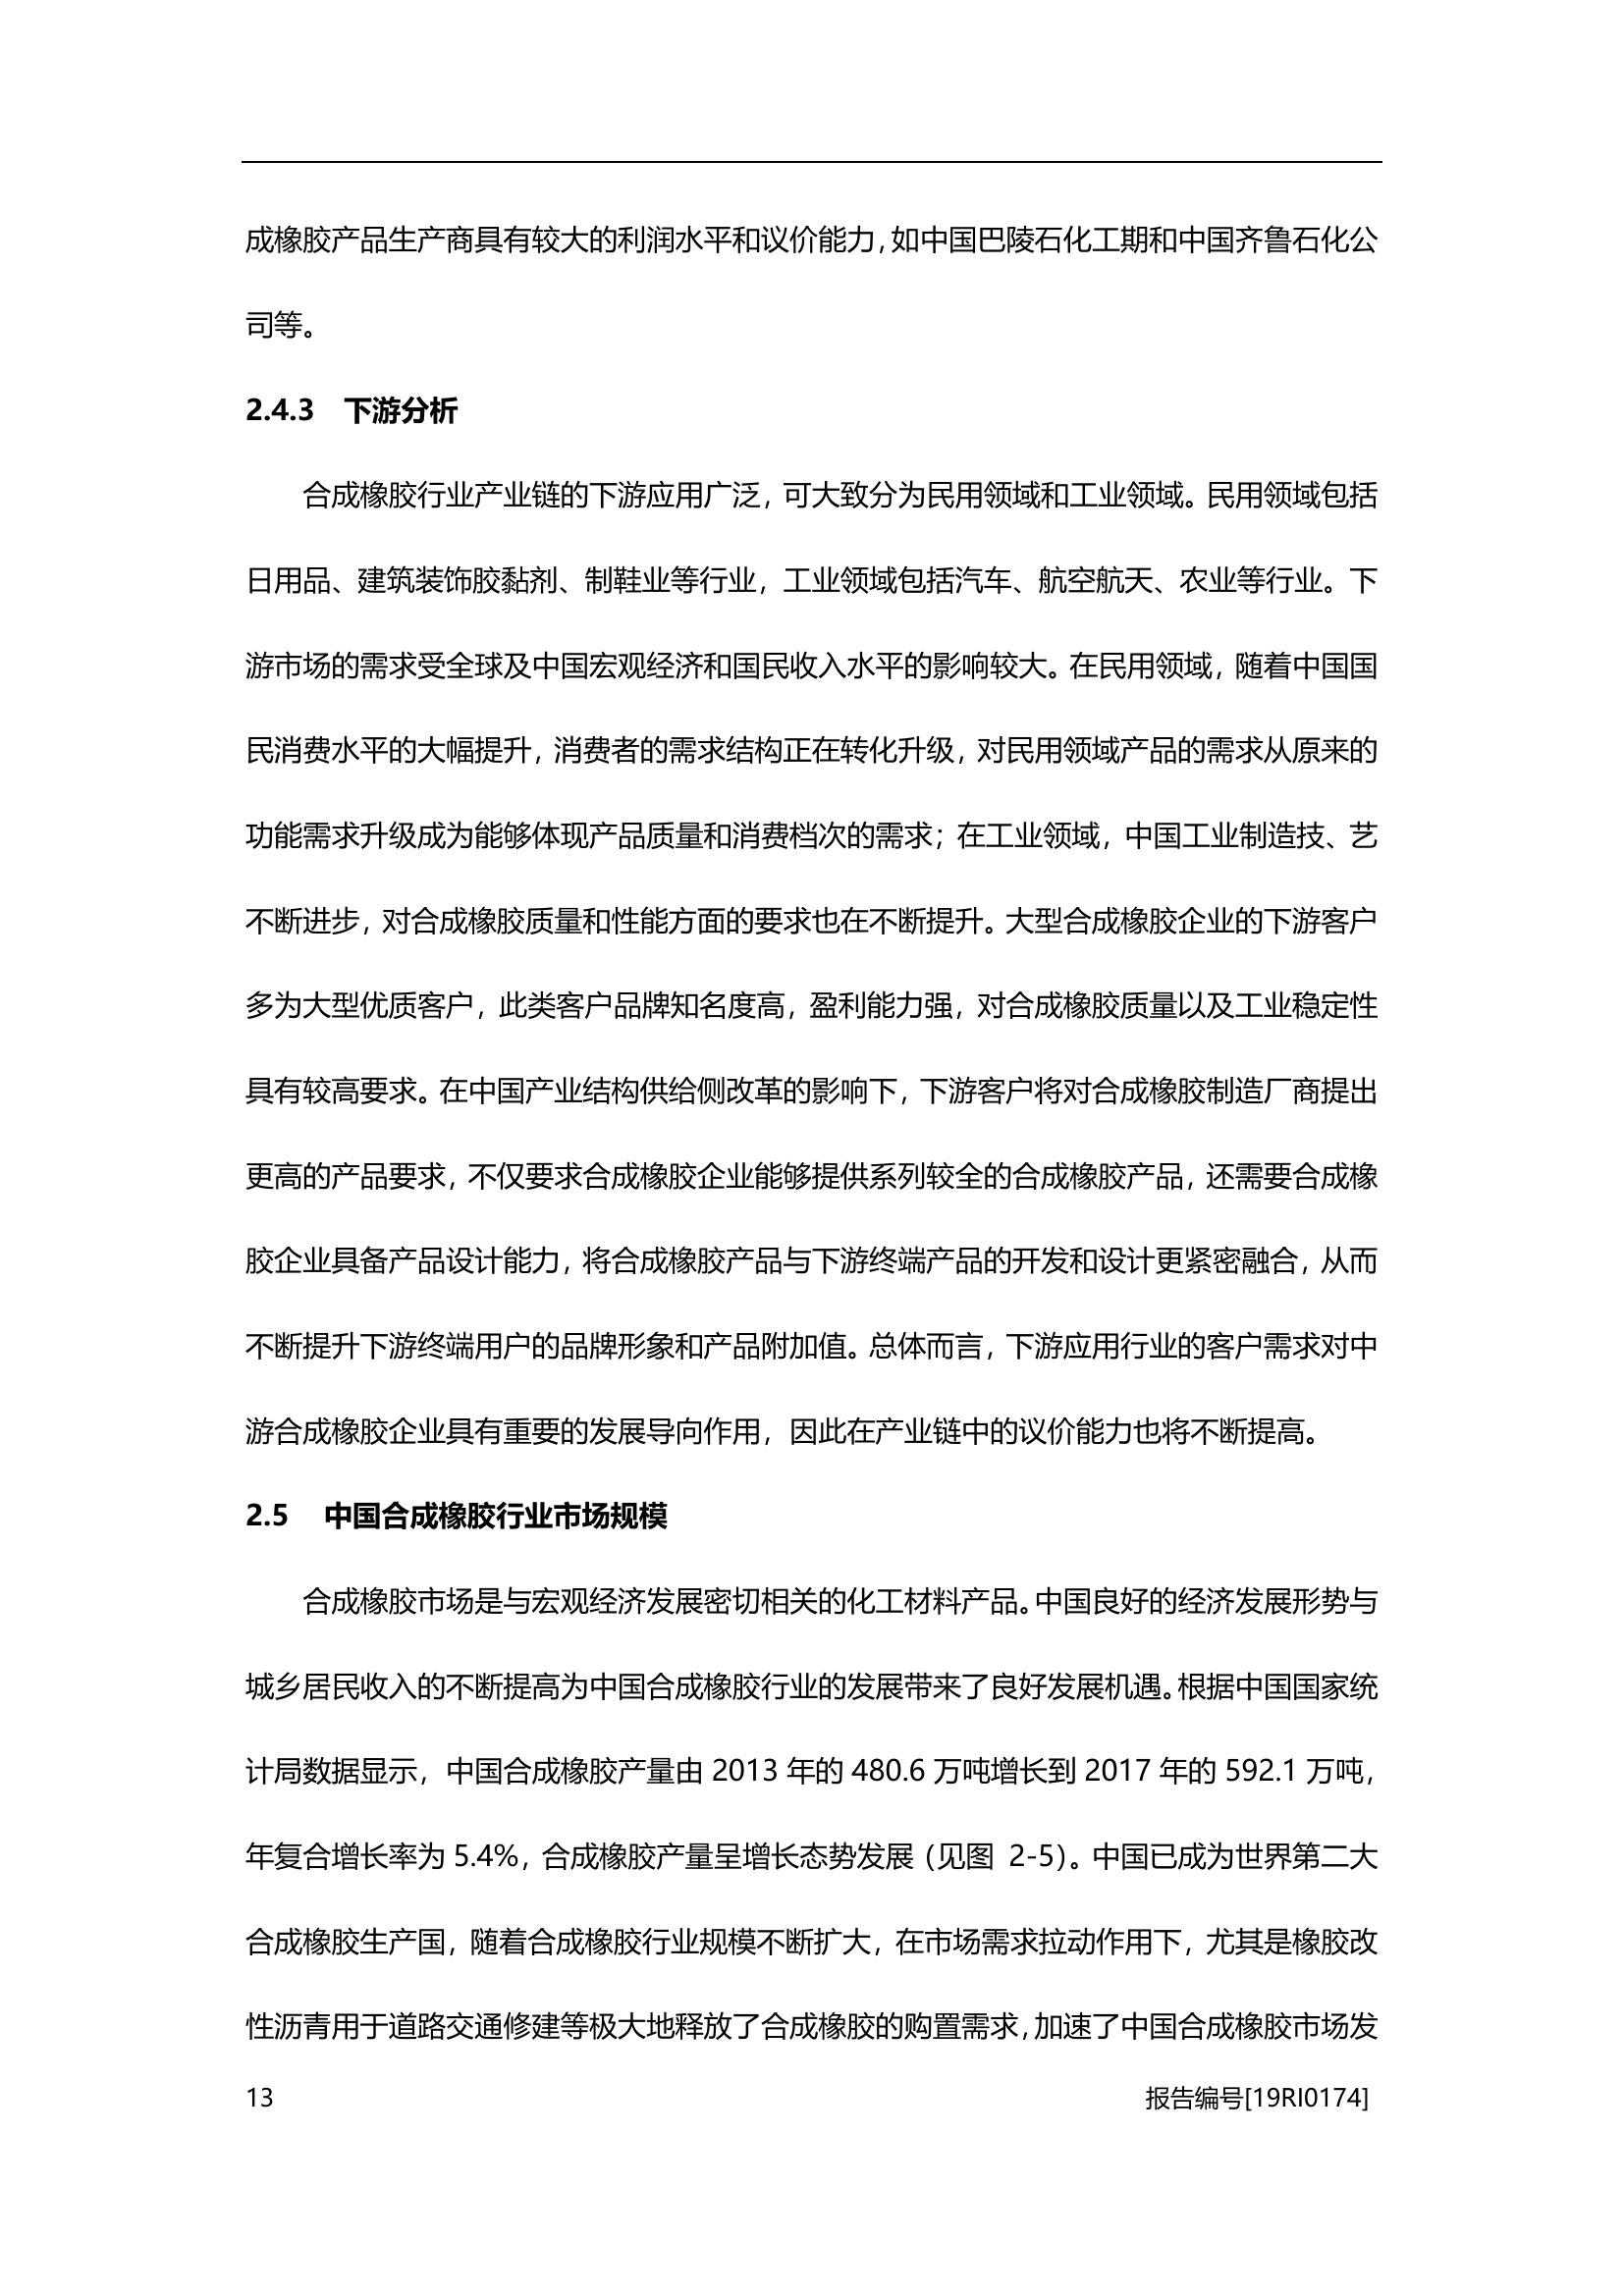 成橡胶产品生产商具有较大的利润水平和议价能力，如中国巴陵石化工期和中国齐鲁石化公
司等。
2.4.3 下游分析
合成橡胶行业产业链的下游应用广泛，可大致分为民用领域和工业领域。民用领域包括
日用品、建筑装饰胶黏剂、制鞋业等行业，工业领域包括汽车、航空航天、农业等行业。下
游市场的需求受全球及中国宏观经济和国民收入水平的影响较大。在民用领域，随着中国国
民消费水平的大幅提升，消费者的需求结构正在转化升级，对民用领域产品的需求从原来的
功能需求升级成为能够体现产品质量和消费档次的需求；在工业领域，中国工业制造技、艺
不断进步，对合成橡胶质量和性能方面的要求也在不断提升。大型合成橡胶企业的下游客户
多为大型优质客户，此类客户品牌知名度高，盈利能力强，对合成橡胶质量以及工业稳定性
具有较高要求。在中国产业结构供给侧改革的影响下，下游客户将对合成橡胶制造厂商提出
更高的产品要求，不仅要求合成橡胶企业能够提供系列较全的合成橡胶产品，还需要合成橡
胶企业具备产品设计能力，将合成橡胶产品与下游终端产品的开发和设计更紧密融合，从而
不断提升下游终端用户的品牌形象和产品附加值。总体而言，下游应用行业的客户需求对中
游合成橡胶企业具有重要的发展导向作用，因此在产业链中的议价能力也将不断提高。
2.5 中国合成橡胶行业市场规模
合成橡胶市场是与宏观经济发展密切相关的化工材料产品。中国良好的经济发展形势与
城乡居民收入的不断提高为中国合成橡胶行业的发展带来了良好发展机遇。根据中国国家统
计局数据显示，中国合成橡胶产量由 2013 年的 480.6 万吨增长到 2017 年的 592.1 万吨，
年复合增长率为 5.4%，合成橡胶产量呈增长态势发展（见图 2-5）。中国已成为世界第二大
合成橡胶生产国，随着合成橡胶行业规模不断扩大，在市场需求拉动作用下，尤其是橡胶改
性沥青用于道路交通修建等极大地释放了合成橡胶的购置需求，加速了中国合成橡胶市场发
13 报告编号[19RI0174]